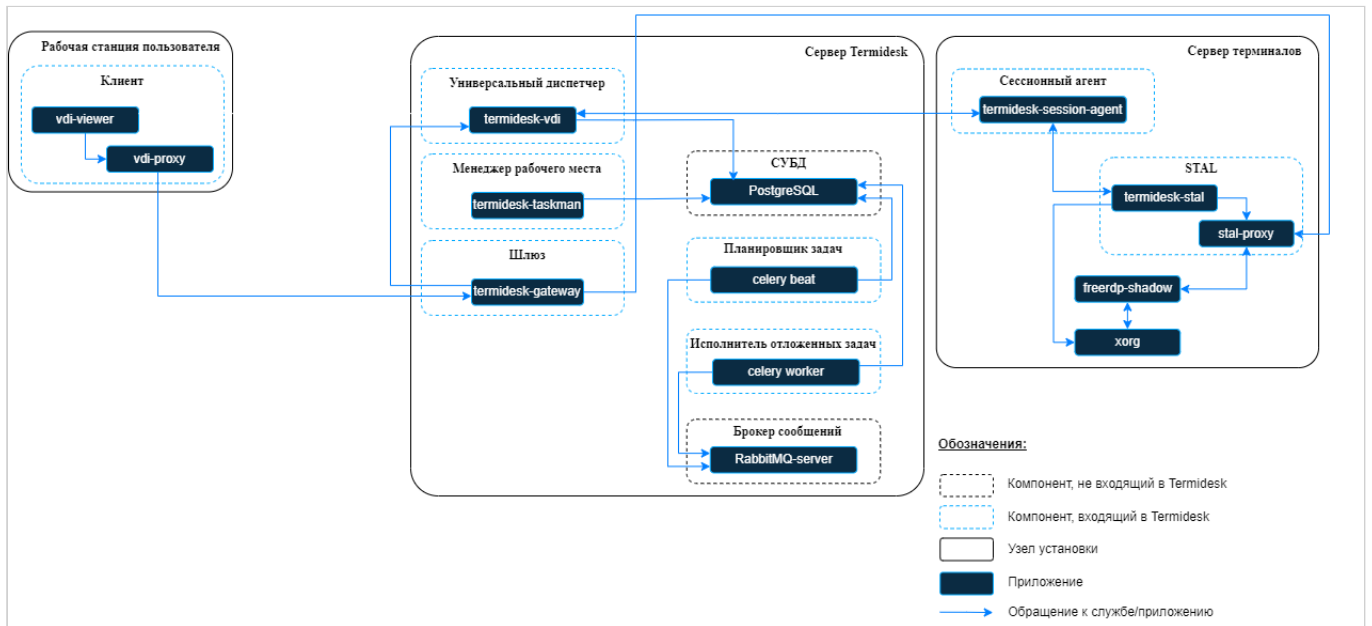 Рабочая станция пользователя
Клиент
vdi-viewer
vdi-proxy
Сервер Termidesk
Универсальный диспетчер
termidesk-vdi
Менеджер рабочего места
termidesk-taskman
Шлюз
termidesk-gateway
СУБД
PostgreSQL
Планировщик задач
celery beat
Исполнитель отложенных задач
celery worker
Брокер сообщений
RabbitMQ-server
Сервер терминалов
Сессионный агент
termidesk-session-agent
STAL
termidesk-stal
stal-proxy
freerdp-shadow
xorg
Обозначения:
Компонент, не входящий в Termidesk
Компонент, входящий в Termidesk
Узел установки
Приложение
Обращение к службе/приложению